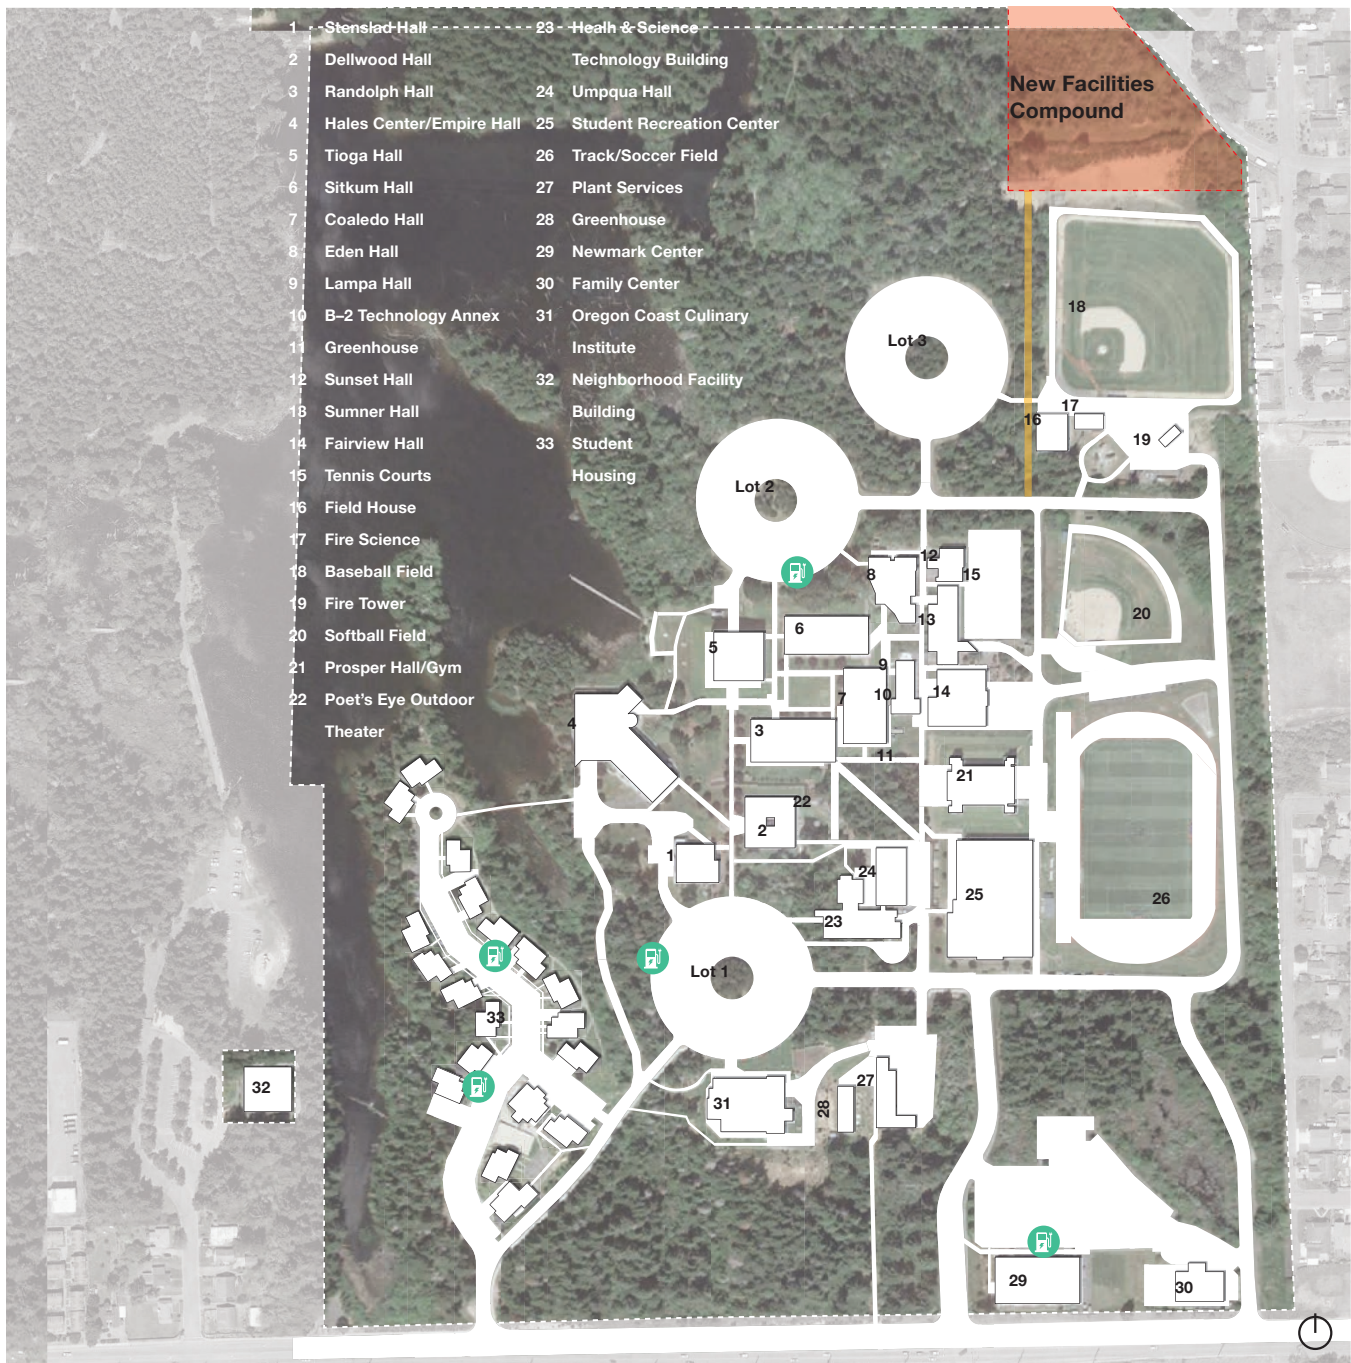 1 Stenslad Hall
2 Dellwood Hall
3 Randolph Hall
4 Hales Center/Empire Hall
5 Tioga Hall
6 Sitkum Hall
7 Coaledo Hall
8 Eden Hall
9 Lampa Hall
10 B–2 Technology Annex
11 Greenhouse
12 Sunset Hall
13 Sumner Hall
14 Fairview Hall
15 Tennis Courts
16 Field House
17 Fire Science
18 Baseball Field
19 Fire Tower
20 Softball Field
21 Prosper Hall/Gym
22 Poet's Eye Outdoor
Theater
23 Healh & Science
Technology Building
24 Umpqua Hall
25 Student Recreation Center
26 Track/Soccer Field
27 Plant Services
28 Greenhouse
29 Newmark Center
30 Family Center
31 Oregon Coast Culinary
Institute
32 Neighborhood Facility
Building
33 Student
Housing
New Facilities
Compound
18
Lot 3
17
16
19
Lot 2
12
8
15
20
13
6
5
9
7
10
14
4
3
11
21
22
2
1
24
25
26
23
Lot 1
33
27
32
31
28
29
30